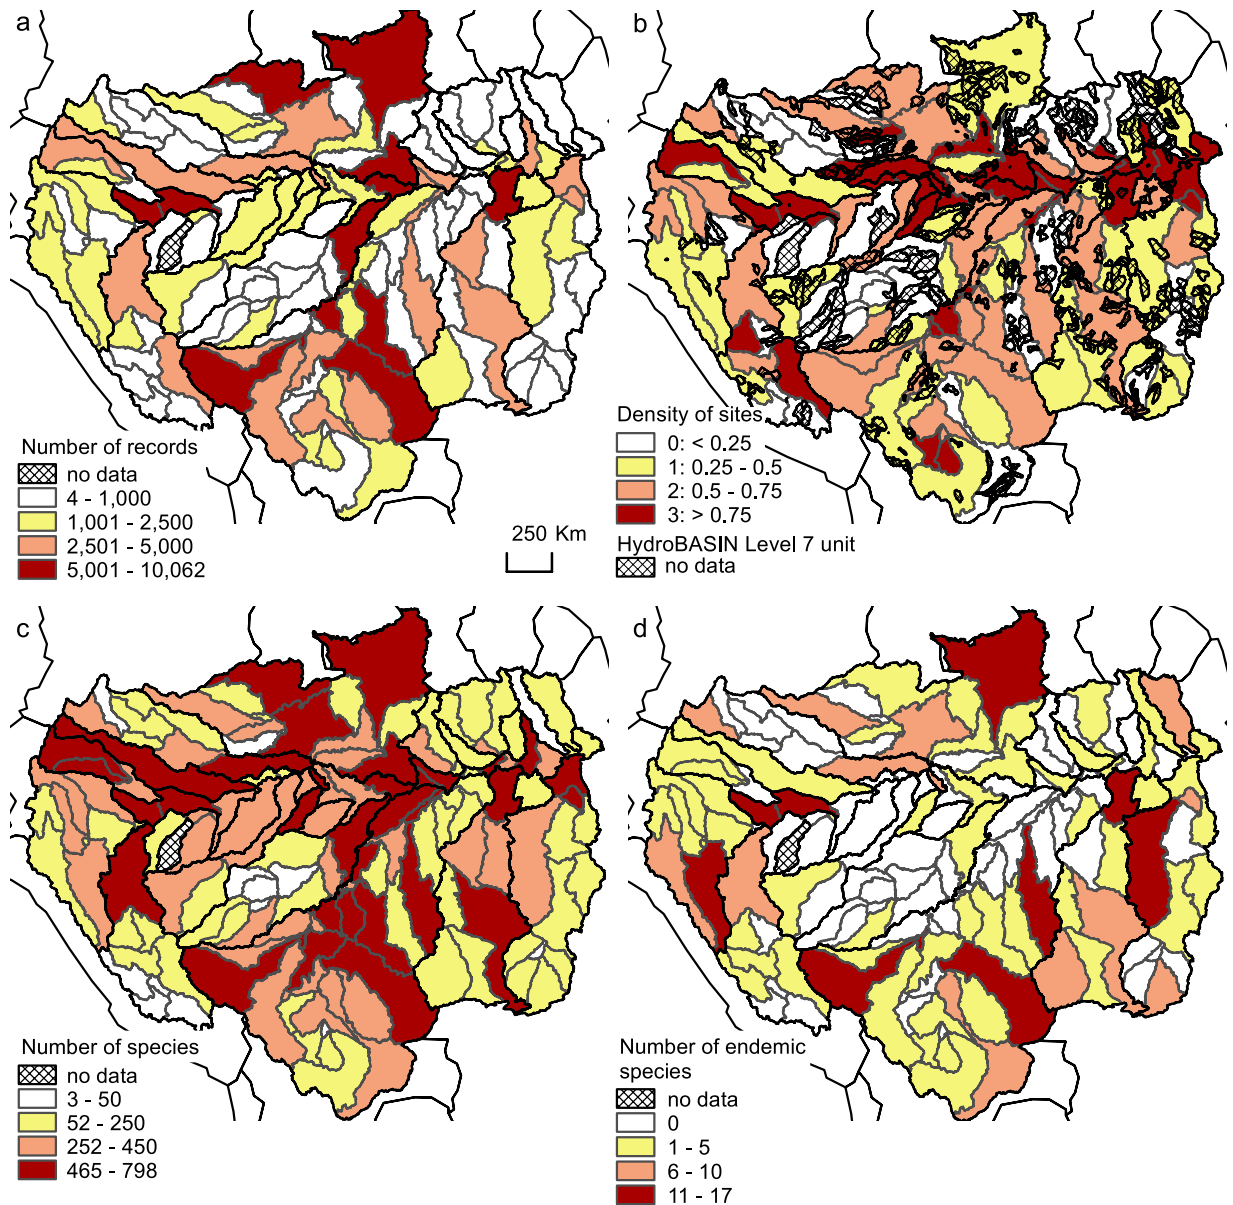 a
Number of records
no data
4 - 1,000
1,001 - 2,500
2,501 - 5,000
5,001 - 10,062
250 Km
b
Density of sites
0: < 0.25
1: 0.25 - 0.5
2: 0.5 - 0.75
3: > 0.75
HydroBASIN Level 7 unit
no data
c
Number of species
no data
3 - 50
52 - 250
252 - 450
465 - 798
d
Number of endemic
species
no data
0
1 - 5
6 - 10
11 - 17